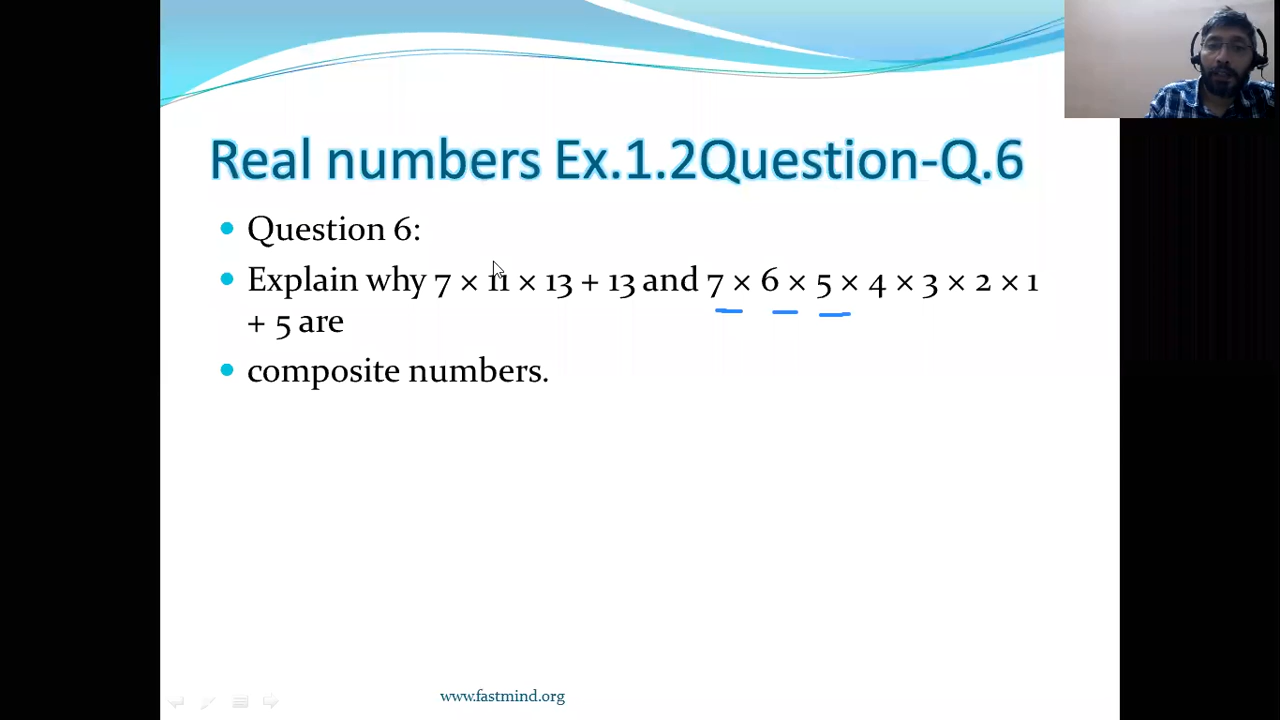 Real numbers Ex.1.2Question-Q.6
Question 6:
Explain why 7 × 11 × 13 + 13 and 7 × 6 × 5 × 4 × 3 × 2 × 1
+ 5 are
composite numbers.
www.fastmind.org